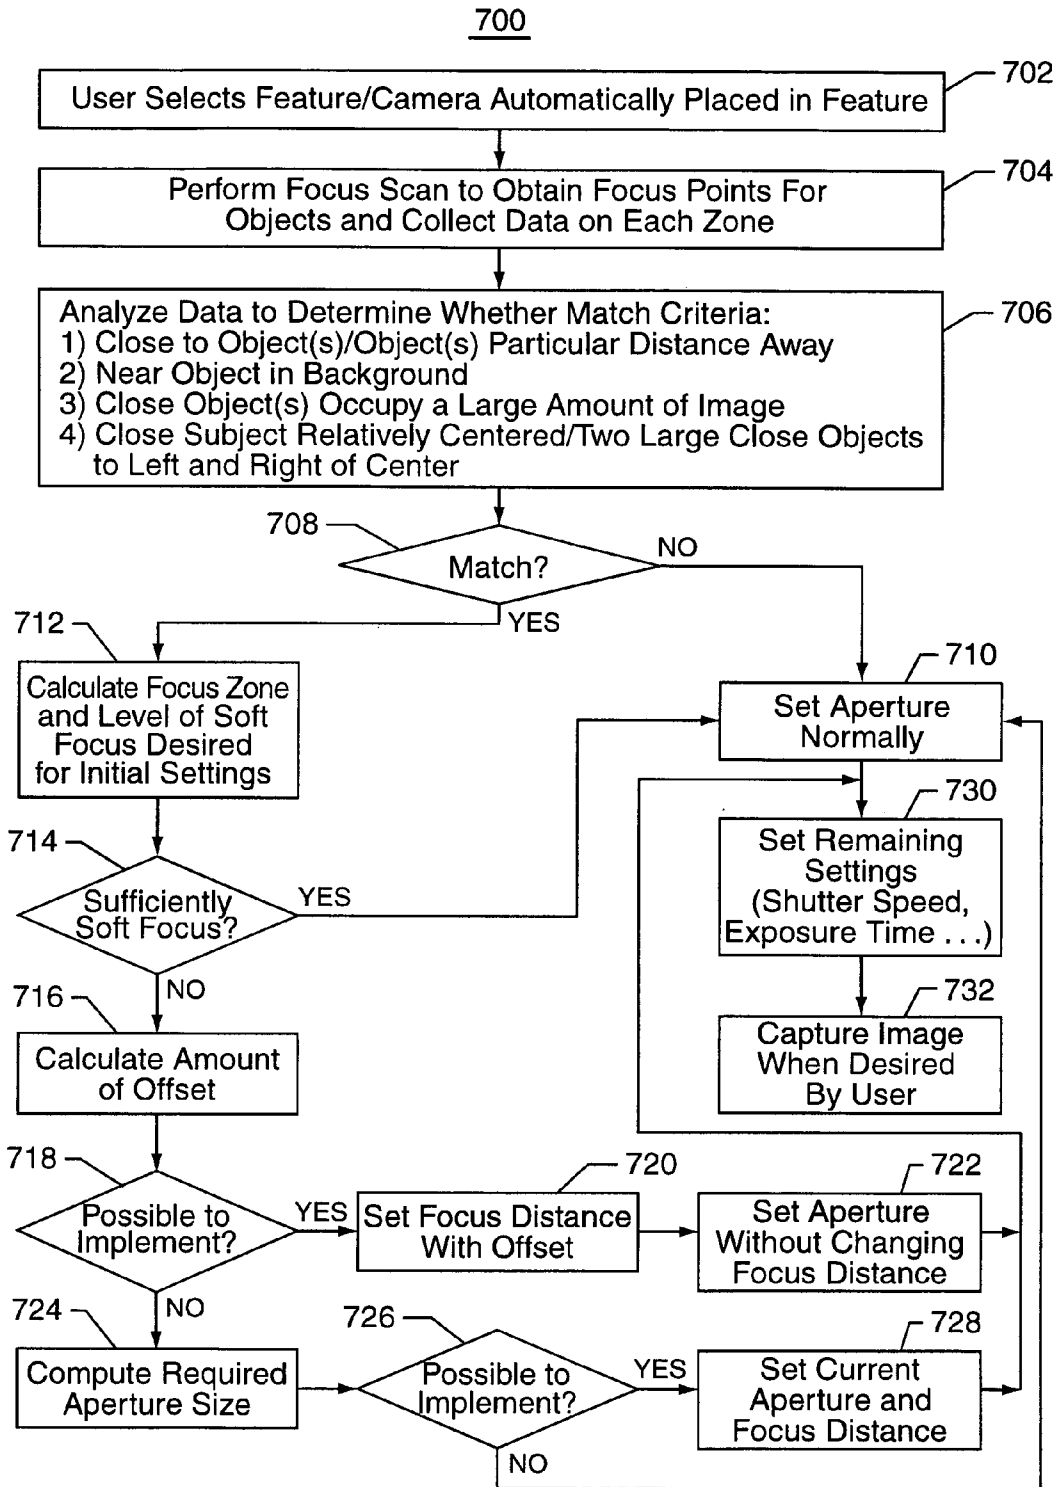 700
702
User Selects Feature/Camera Automatically Placed in Feature
704
Perform Focus Scan to Obtain Focus Points For
Objects and Collect Data on Each Zone
706
Analyze Data to Determine Whether Match Criteria:
1) Close to Object(s)/Object(s) Particular Distance Away
2) Near Object in Background
3) Close Object(s) Occupy a Large Amount of Image
4) Close Subject Relatively Centered/Two Large Close Objects
to Left and Right of Center
708
Match?
NO
YES
712
Calculate Focus Zone
and Level of Soft
Focus Desired
for Initial Settings
710
Set Aperture
Normally
714
Sufficiently
Soft Focus?
YES
NO
730
Set Remaining
Settings
(Shutter Speed,
Exposure Time . . .)
716
Calculate Amount
of Offset
732
Capture Image
When Desired
By User
718
Possible to
Implement?
YES
NO
720
Set Focus Distance
With Offset
722
Set Aperture
Without Changing
Focus Distance
724
Compute Required
Aperture Size
726
Possible to
Implement?
YES
NO
728
Set Current
Aperture and
Focus Distance